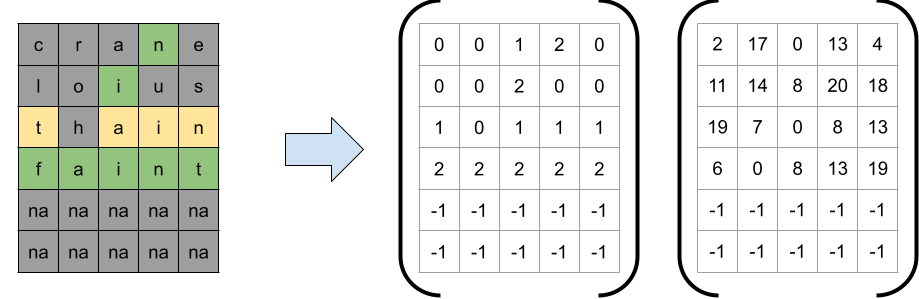 c r a n e
l o i u s
t h a i n
f a i n t
na na na na na
na na na na na
0 0 1 2 0
0 0 2 0 0
1 0 1 1 1
2 2 2 2 2
-1 -1 -1 -1 -1
-1 -1 -1 -1 -1
2 17 0 13 4
11 14 8 20 18
19 7 0 8 13
6 0 8 13 19
-1 -1 -1 -1 -1
-1 -1 -1 -1 -1